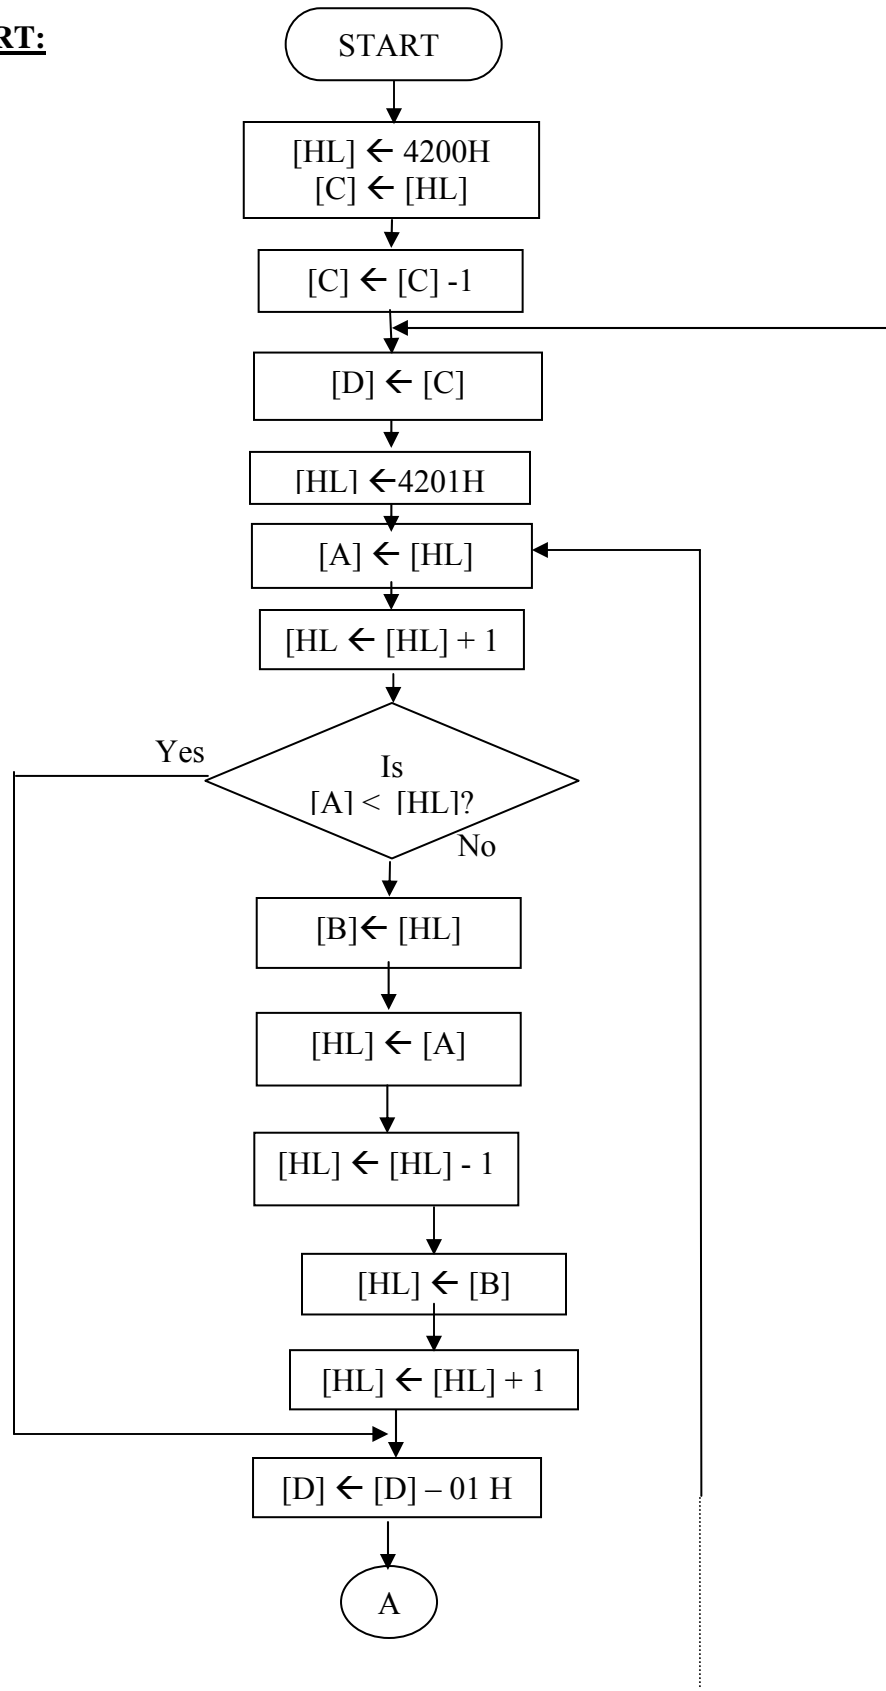 RT:
START
[HL] ← 4200H
[C] ← [HL]
[C] ← [C] -1
[D] ← [C]
[HL] ←4201H
[A] ← [HL]
[HL ← [HL] + 1
Yes
Is
[A] < [HL]?
No
[B]← [HL]
[HL] ← [A]
[HL] ← [HL] - 1
[HL] ← [B]
[HL] ← [HL] + 1
[D] ← [D] – 01 H
A